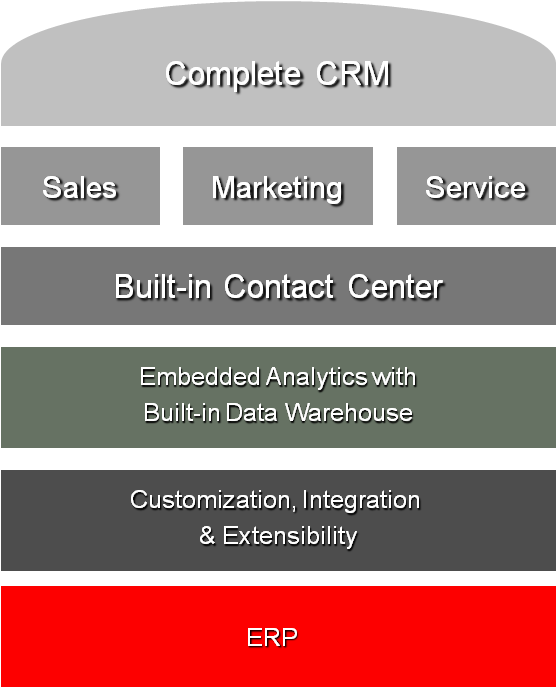 Complete CRM
Sales
Marketing
Service
Built-in Contact Center
Embedded Analytics with
Built-in Data Warehouse
Customization, Integration
& Extensibility
ERP